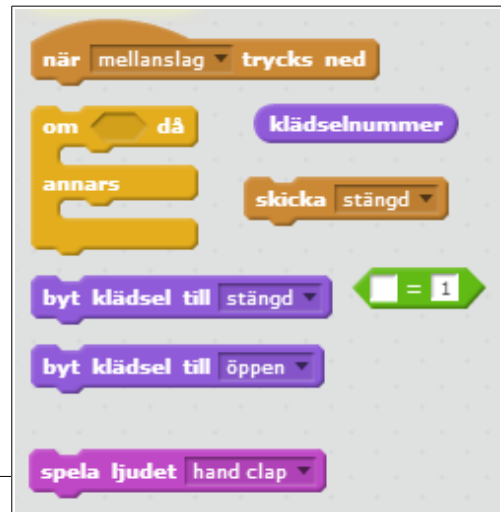 när mellanslag trycks ned
om då
klädselnummer
annars
skicka stängd
byt klädsel till stängd
= 1
byt klädsel till öppen
spela ljudet hand clap